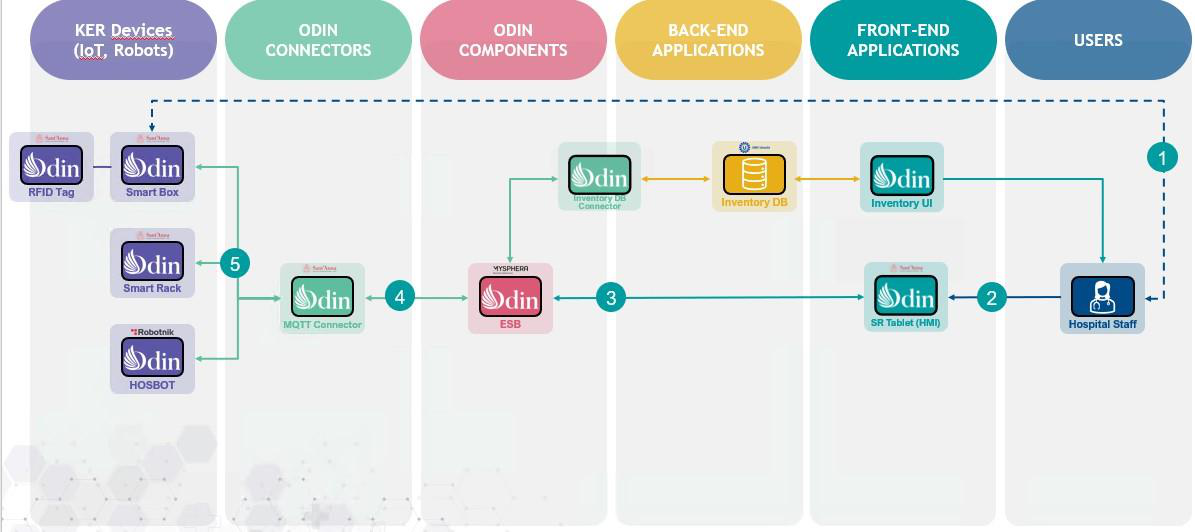 KER Devices
(IoT, Robots)
ODIN
CONNECTORS
ODIN
COMPONENTS
BACK-END
APPLICATIONS
FRONT-END
APPLICATIONS
USERS
1
Odin
RFID Tag
Odin
Smart Box
Odin
Inventory DB
Connector
Inventory DB
Odin
Inventory UI
Odin
Smart Rack
5
Odin
MQTT Connector
4
MYSPHERA
Odin
ESB
3
Odin
SR Tablet (HMI)
2
Hospital Staff
Robotnik
Odin
HOSBOT